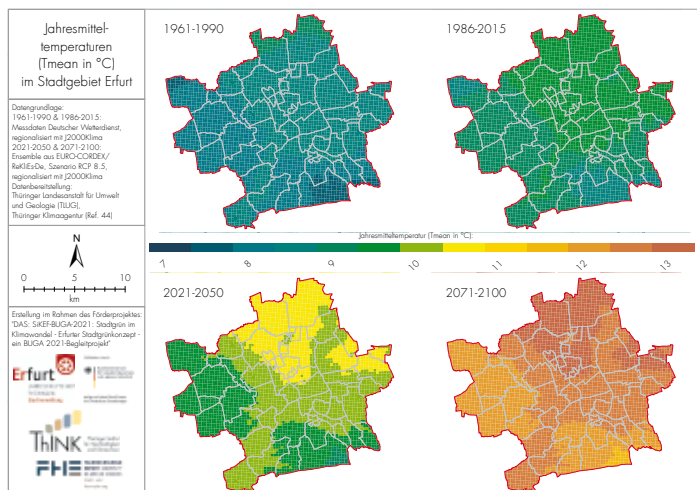 Jahresmittel-
temperaturen
(Tmean in °C)
im Stadtgebiet Erfurt
Datengrundlage:
1961-1990 & 1986-2015:
Messdaten Deutscher Wetterdienst,
regionalisiert mit J2000Klima
2021-2050 & 2071-2100:
Ensemble aus EURO-CORDEX/
ReKliEs-De, Szenario RCP 8.5,
regionalisiert mit J2000Klima
Datenbereitstellung:
Thüringer Landesanstalt für Umwelt
und Geologie (TLUG),
Thüringer Klimaagentur (Ref. 44)
N
0 5 10
km
Erstellung im Rahmen des Förderprojektes:
"DAS: SiKEF-BUGA-2021: Stadtgrün im
Klimawandel - Erfurter Stadtgrünkonzept -
ein BUGA 2021-Begleitprojekt"
Erfurt
ThINK
FHE
1961-1990
1986-2015
Jahresmitteltemperatur (Tmean in °C):
7 8 9 10 11 12 13
2021-2050
2071-2100